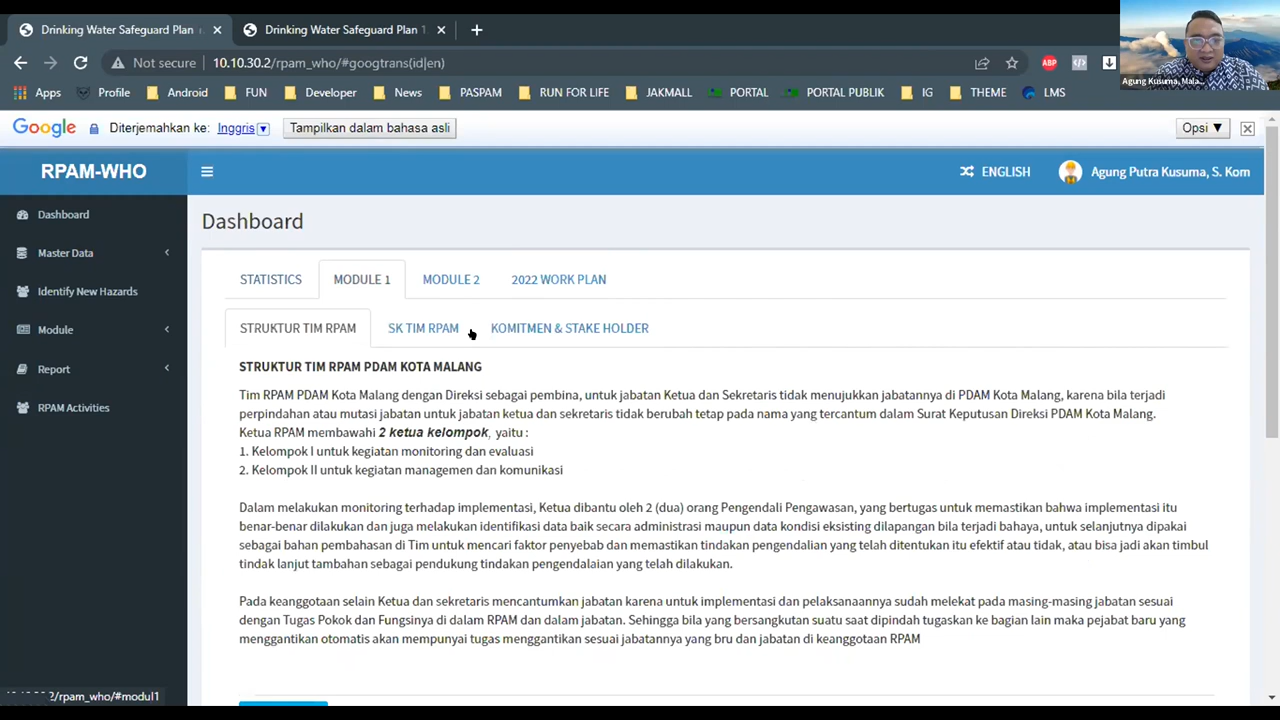 Drinking Water Safeguard Plan
Drinking Water Safeguard Plan 1
Not secure
10.10.30.2/rpam_who/#googtrans(id|en)
ABP
Agung Kusuma, Mala...
Apps
Profile
Android
FUN
Developer
News
PASPAM
RUN FOR LIFE
JAKMALL
PORTAL
PORTAL PUBLIK
IG
THEME
LMS
Google
Diterjemahkan ke:
Inggris
Tampilkan dalam bahasa asli
Opsi ▼
RPAM-WHO
ENGLISH
Agung Putra Kusuma, S. Kom
Dashboard
Master Data
Identify New Hazards
Module
Report
RPAM Activities
Dashboard
STATISTICS
MODULE 1
MODULE 2
2022 WORK PLAN
STRUKTUR TIM RPAM
SK TIM RPAM
KOMITMEN & STAKE HOLDER
STRUKTUR TIM RPAM PDAM KOTA MALANG
Tim RPAM PDAM Kota Malang dengan Direksi sebagai pembina, untuk jabatan Ketua dan Sekretaris tidak menujukkan jabatannya di PDAM Kota Malang, karena bila terjadi
perpindahan atau mutasi jabatan untuk jabatan ketua dan sekretaris tidak berubah tetap pada nama yang tercantum dalam Surat Keputusan Direksi PDAM Kota Malang.
Ketua RPAM membawahi 2 ketua kelompok, yaitu :
1. Kelompok I untuk kegiatan monitoring dan evaluasi
2. Kelompok II untuk kegiatan managemen dan komunikasi
Dalam melakukan monitoring terhadap implementasi, Ketua dibantu oleh 2 (dua) orang Pengendali Pengawasan, yang bertugas untuk memastikan bahwa implementasi itu
benar-benar dilakukan dan juga melakukan identifikasi data baik secara administrasi maupun data kondisi eksisting dilapangan bila terjadi bahaya, untuk selanjutnya dipakai
sebagai bahan pembahasan di Tim untuk mencari faktor penyebab dan memastikan tindakan pengendalian yang telah ditentukan itu efektif atau tidak, atau bisa jadi akan timbul
tindak lanjut tambahan sebagai pendukung tindakan pengendalaian yang telah dilakukan.
Pada keanggotaan selain Ketua dan sekretaris mencantumkan jabatan karena untuk implementasi dan pelaksanaannya sudah melekat pada masing-masing jabatan sesuai
dengan Tugas Pokok dan Fungsinya di dalam RPAM dan dalam jabatan. Sehingga bila yang bersangkutan suatu saat dipindah tugaskan ke bagian lain maka pejabat baru yang
menggantikan otomatis akan mempunyai tugas menggantikan sesuai jabatannya yang bru dan jabatan di keanggotaan RPAM
/rpam_who/#modul1